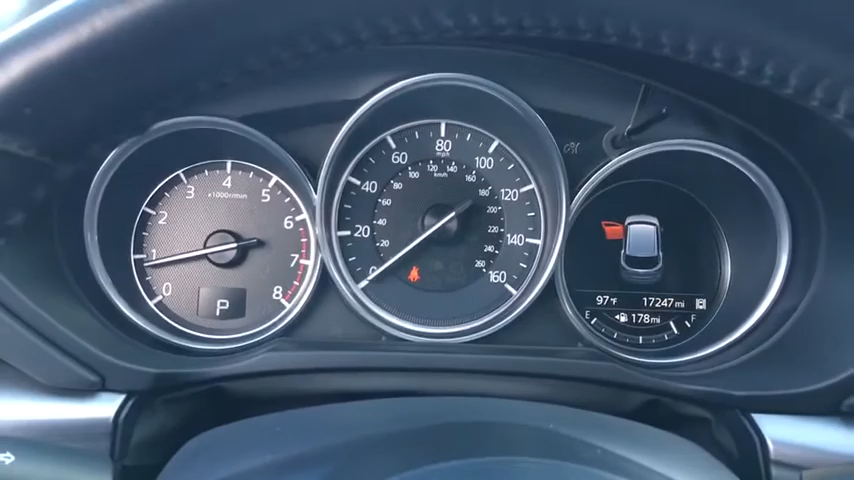 0 1 2 3 4 5 6 7 8
x1000r/min
P
20 40 60 80 100 120 140 160
mph
km/h
0 20 40 60 80 100 120 140 160 180 200 220 240 260
97°F 17247 mi
E 178mi F